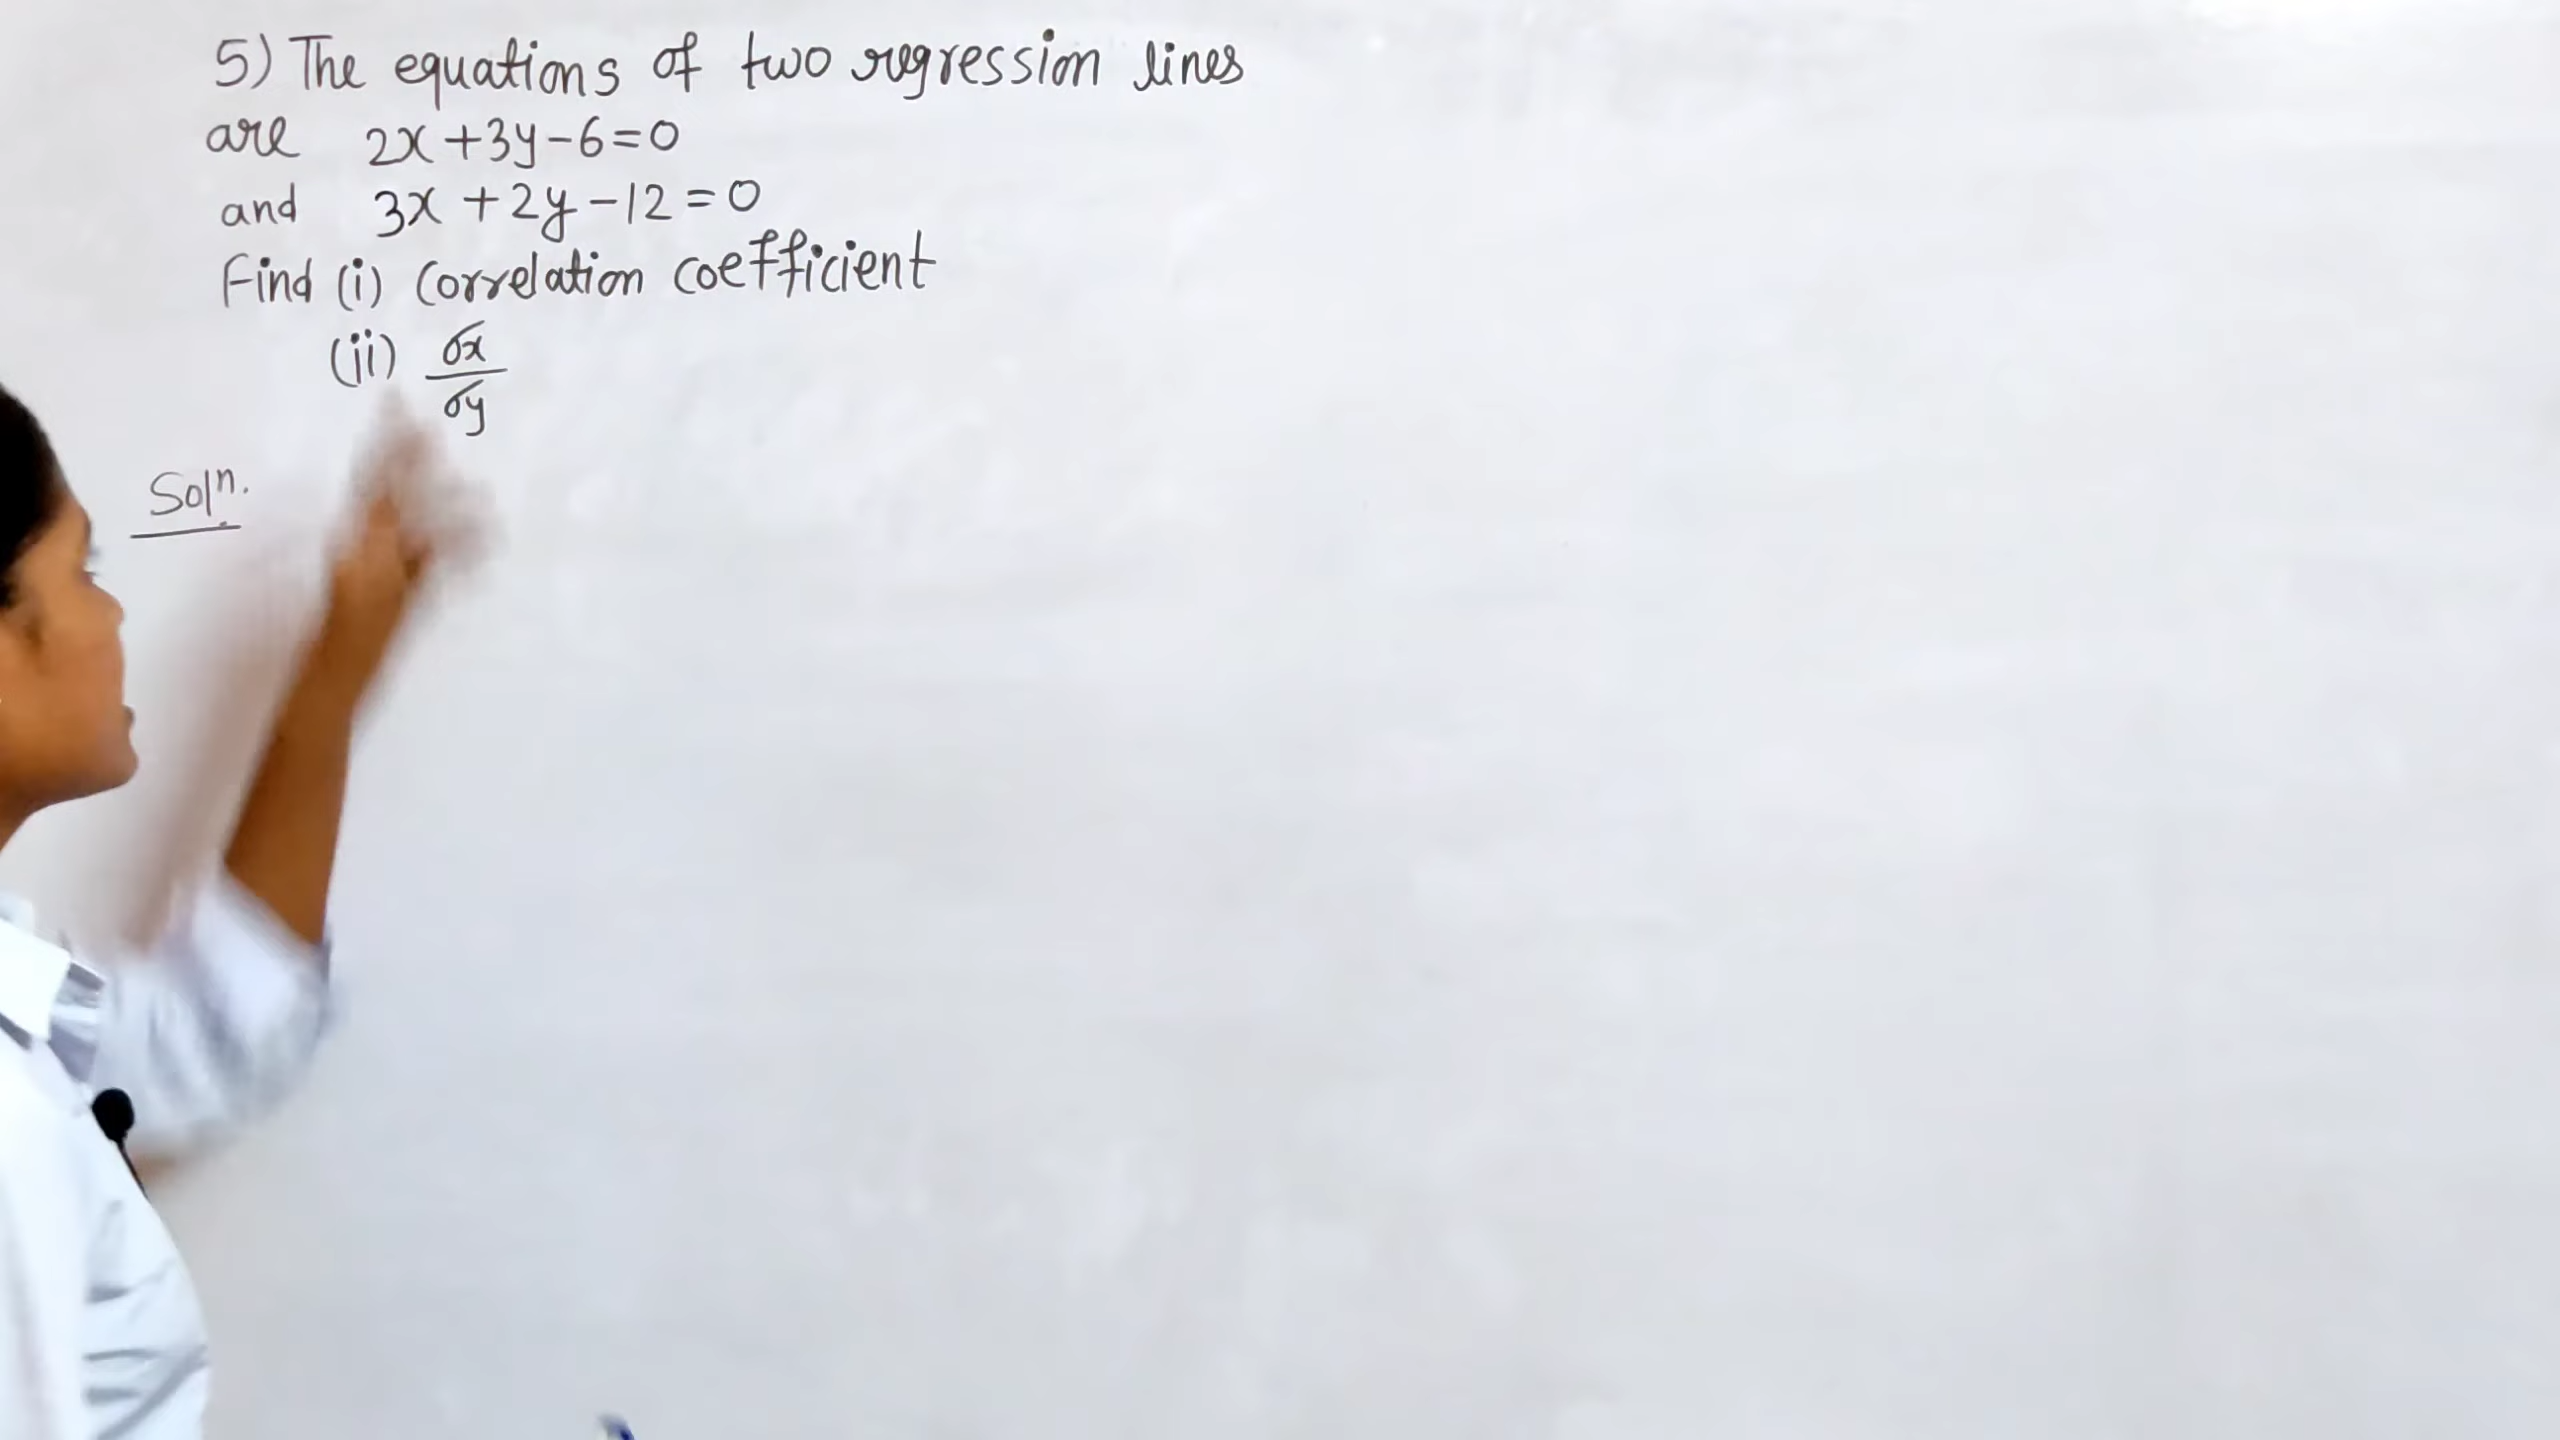 5) The equations of two regression lines
are 2x + 3y - 6 = 0
and 3x + 2y - 12 = 0
Find (i) Correlation coefficient
(ii) σx/σy
Solⁿ.